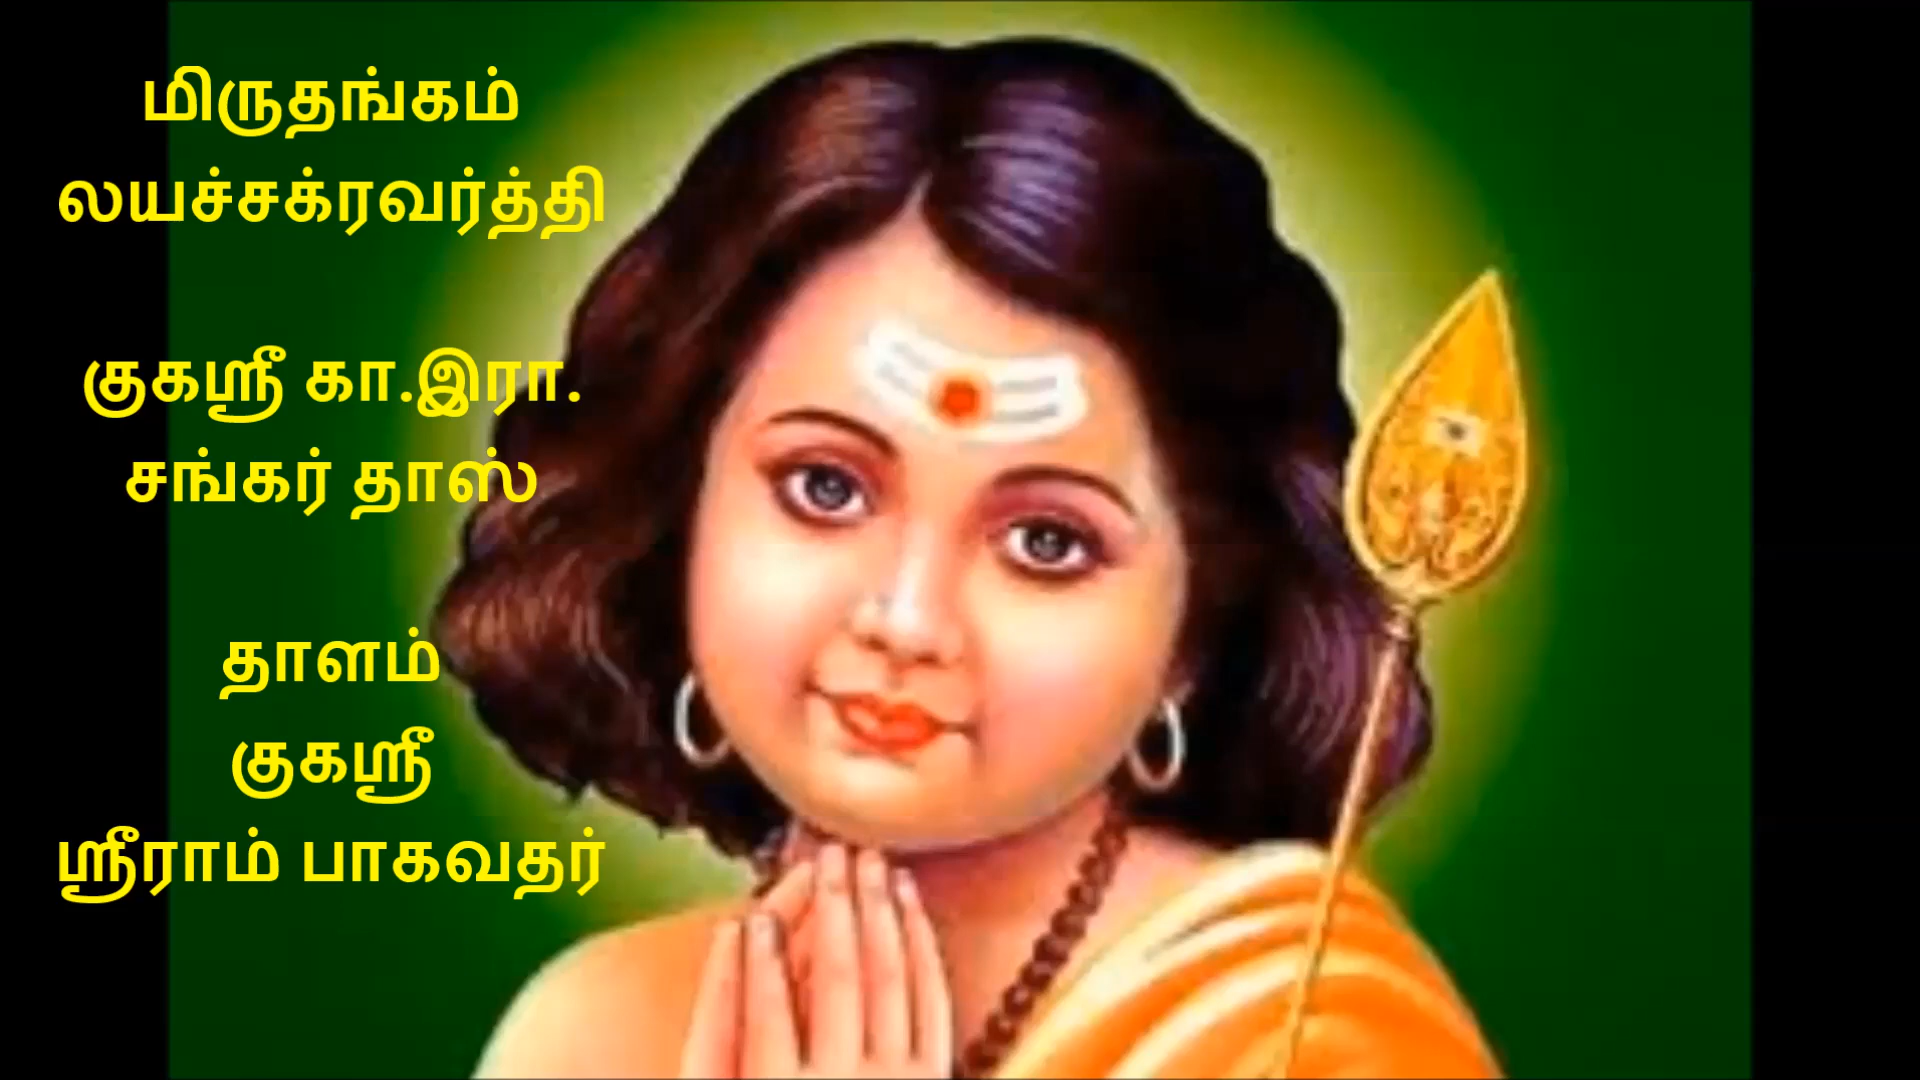 மிருதங்கம்
லயச்சக்ரவர்த்தி
குகஸ்ரீ கா.இரா.
சங்கர் தாஸ்
தாளம்
குகஸ்ரீ
ஸ்ரீராம் பாகவதர்